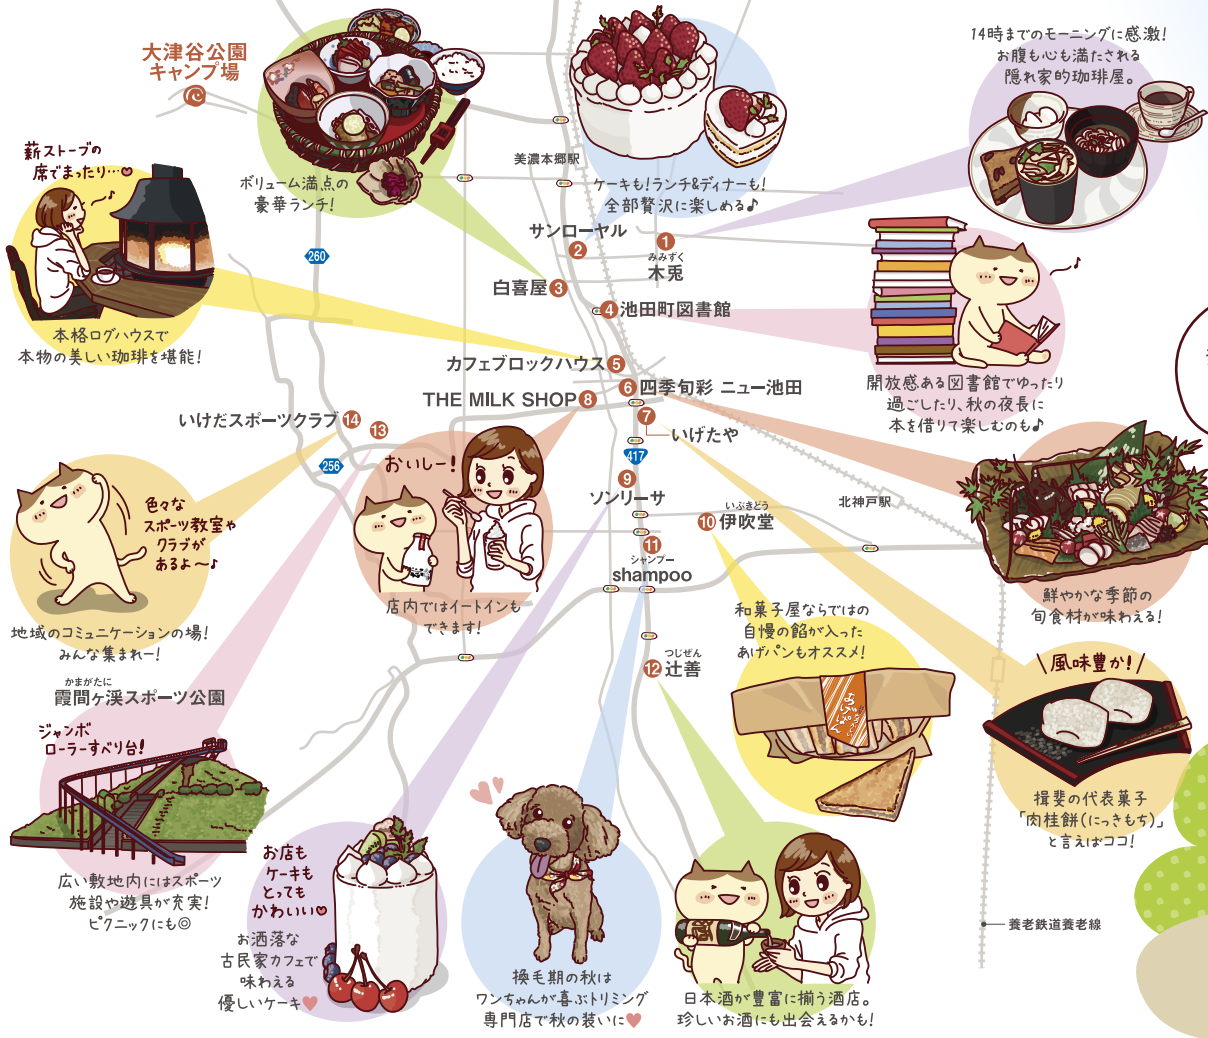 大津谷公園
キャンプ場
薪ストーブの
席でまったり…
本格ログハウスで
本物の美しい珈琲を堪能!
ボリューム満点の
豪華ランチ!
美濃本郷駅
ケーキも!ランチ&ディナーも!
全部贅沢に楽しめる♪
14時までのモーニングに感激!
お腹も心も満たされる
隠れ家的珈琲屋。
サンローヤル
2
1
みみずく
木兎
白喜屋 3
4 池田町図書館
開放感ある図書館でゆったり
過ごしたり、秋の夜長に
本を借りて楽しむのも♪
260
カフェブロックハウス 5
6 四季旬彩 ニュー池田
THE MILK SHOP 8
7
いげたや
いけだスポーツクラブ 14
13
256
417
おいしー!
店内ではイートインも
できます!
9
ソンリーサ
いぶきどう
10 伊吹堂
北神戸駅
11
シャンプー
shampoo
鮮やかな季節の
旬食材が味わえる!
色々な
スポーツ教室や
クラブが
あるよ〜♪
地域のコミュニケーションの場!
みんな集まれー!
和菓子屋ならではの
自慢の餡が入った
あげパンもオススメ!
あげぱん
つじぜん
12 辻善
かまがたに
霞間ヶ渓スポーツ公園
ジャンボ
ローラーすべり台!
広い敷地内にはスポーツ
施設や遊具が充実!
ピクニックにも◎
\ 風味豊か! /
揖斐の代表菓子
「肉桂餅(にっきもち)」
と言えばココ!
お店も
ケーキも
とっても
かわいい
お洒落な
古民家カフェで
味わえる
優しいケーキ
換毛期の秋は
ワンちゃんが喜ぶトリミング
専門店で秋の装いに
酒
日本酒が豊富に揃う酒店。
珍しいお酒にも出会えるかも!
養老鉄道養老線